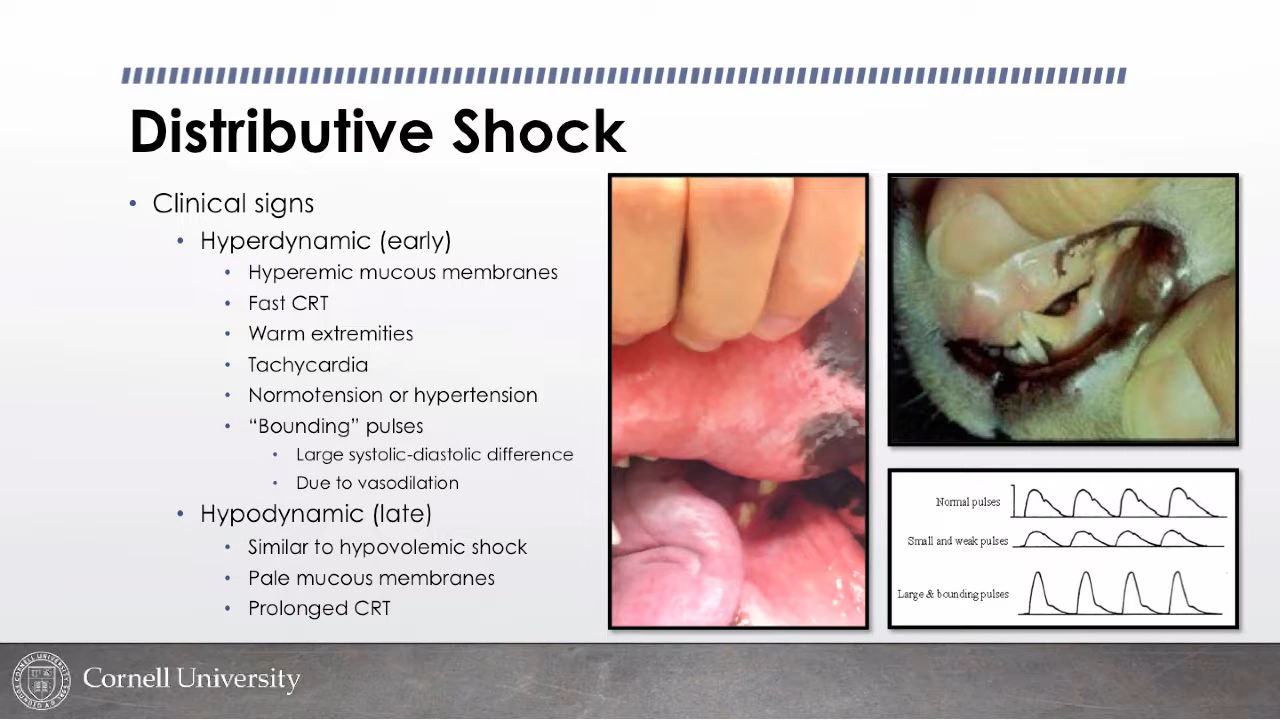 Distributive Shock
Clinical signs
Hyperdynamic (early)
Hyperemic mucous membranes
Fast CRT
Warm extremities
Tachycardia
Normotension or hypertension
“Bounding” pulses
Large systolic-diastolic difference
Due to vasodilation
Hypodynamic (late)
Similar to hypovolemic shock
Pale mucous membranes
Prolonged CRT
Normal pulses
Small and weak pulses
Large & bounding pulses
Cornell University